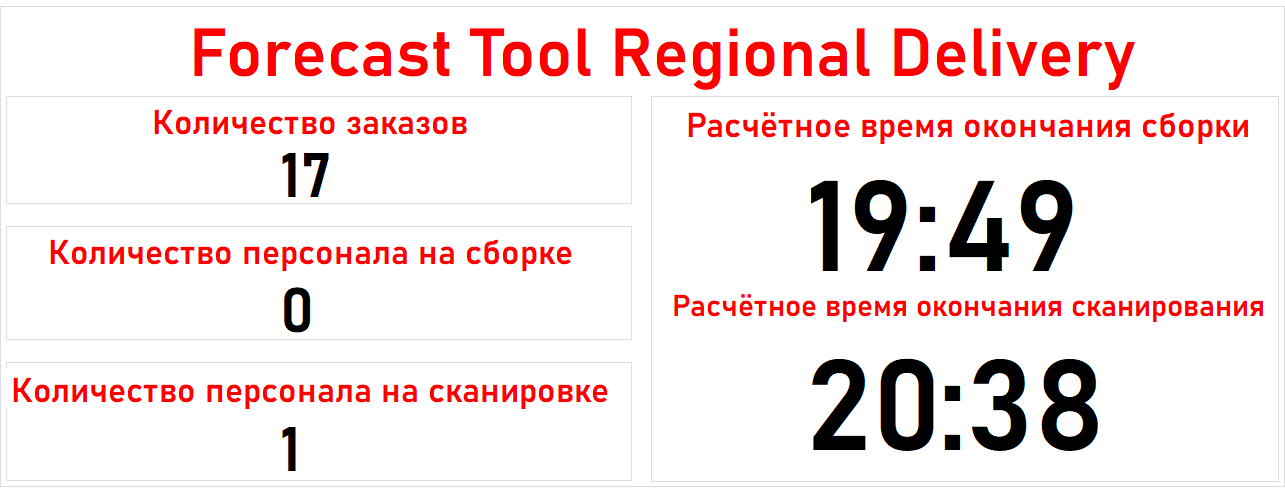 Forecast Tool Regional Delivery
Количество заказов
17
Количество персонала на сборке
0
Количество персонала на сканировке
1
Расчётное время окончания сборки
19:49
Расчётное время окончания сканирования
20:38